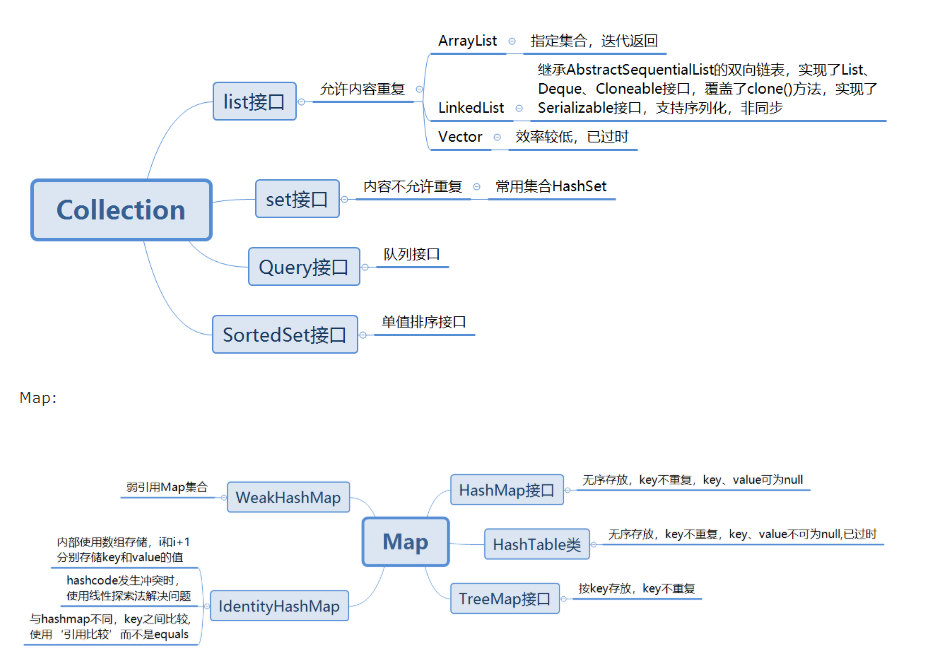 Collection
list接口
允许内容重复
ArrayList
指定集合，迭代返回
LinkedList
继承AbstractSequentialList的双向链表，实现了List、
Deque、Cloneable接口，覆盖了clone()方法，实现了
Serializable接口，支持序列化，非同步
Vector
效率较低，已过时
set接口
内容不允许重复
常用集合HashSet
Query接口
队列接口
SortedSet接口
单值排序接口
Map:
Map
WeakHashMap
弱引用Map集合
IdentityHashMap
内部使用数组存储，i和i+1
分别存储key和value的值
hashcode发生冲突时，
使用线性探索法解决问题
与hashmap不同，key之间比较,
使用‘引用比较’而不是equals
HashMap接口
无序存放，key不重复，key、value可为null
HashTable类
无序存放，key不重复，key、value不可为null,已过时
TreeMap接口
按key存放，key不重复